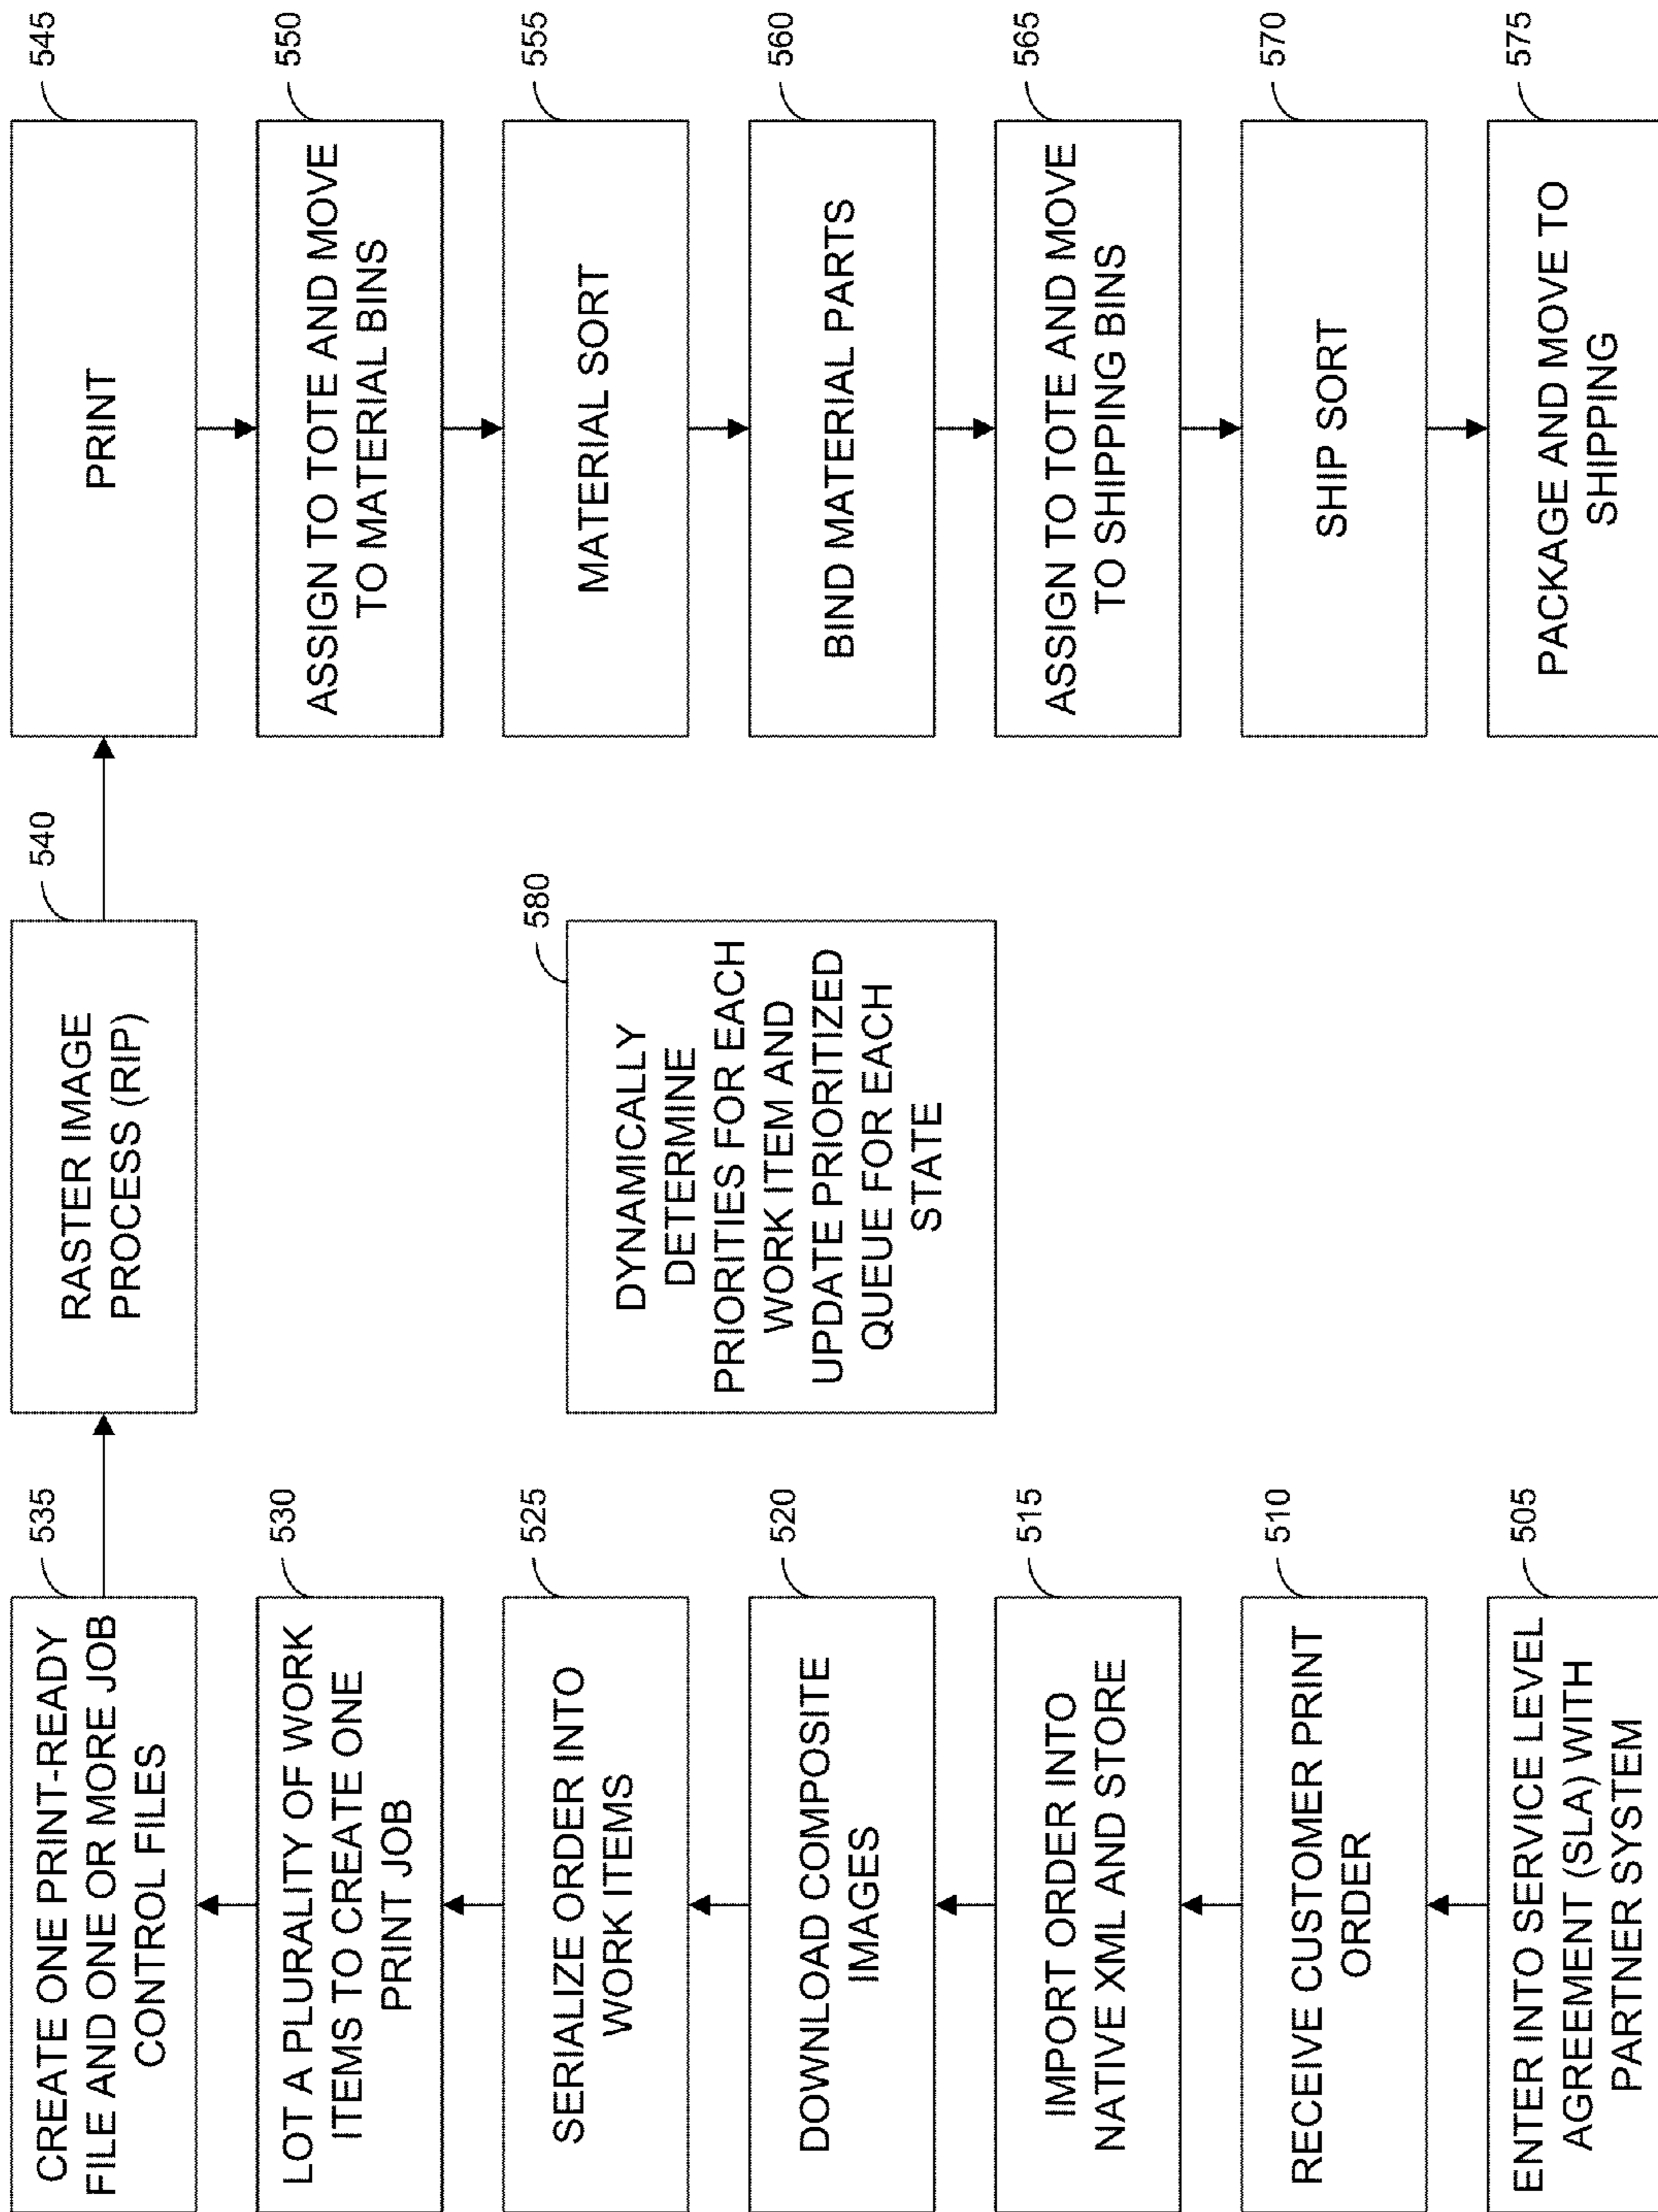 ENTER INTO SERVICE LEVEL
AGREEMENT (SLA) WITH
PARTNER SYSTEM
505
RECEIVE CUSTOMER PRINT
ORDER
510
IMPORT ORDER INTO
NATIVE XML AND STORE
515
DOWNLOAD COMPOSITE
IMAGES
520
SERIALIZE ORDER INTO
WORK ITEMS
525
LOT A PLURALITY OF WORK
ITEMS TO CREATE ONE
PRINT JOB
530
CREATE ONE PRINT-READY
FILE AND ONE OR MORE JOB
CONTROL FILES
535
RASTER IMAGE
PROCESS (RIP)
540
PRINT
545
ASSIGN TO TOTE AND MOVE
TO MATERIAL BINS
550
MATERIAL SORT
555
BIND MATERIAL PARTS
560
ASSIGN TO TOTE AND MOVE
TO SHIPPING BINS
565
SHIP SORT
570
PACKAGE AND MOVE TO
SHIPPING
575
DYNAMICALLY
DETERMINE
PRIORITIES FOR EACH
WORK ITEM AND
UPDATE PRIORITIZED
QUEUE FOR EACH
STATE
580